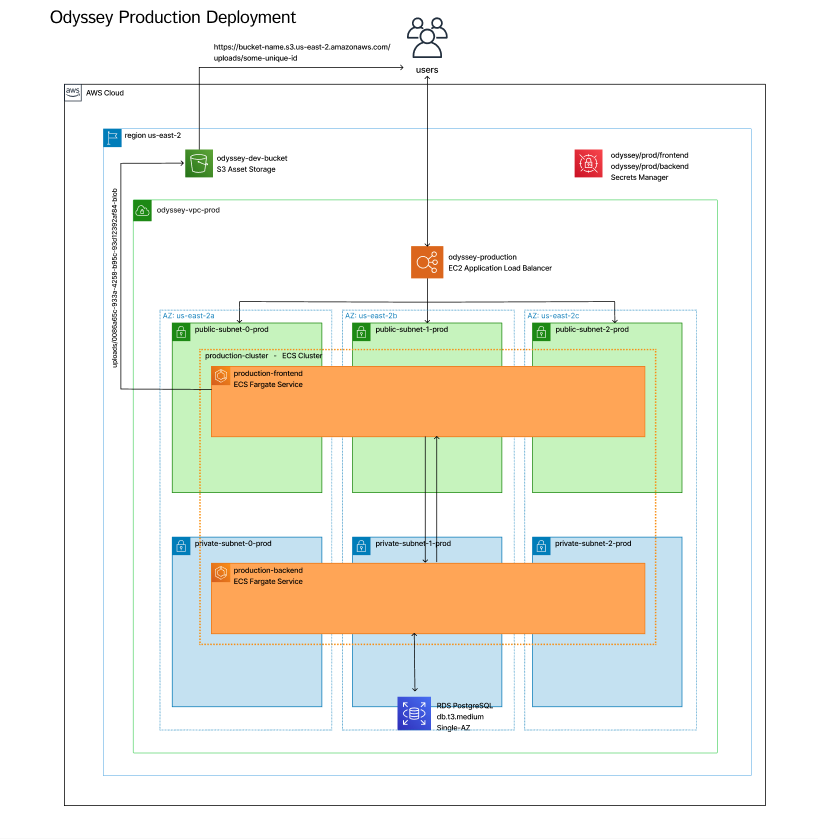 Odyssey Production Deployment
https://bucket-name.s3.us-east-2.amazonaws.com/
uploads/some-unique-id
users
aws
AWS Cloud
region us-east-2
odyssey-dev-bucket
S3 Asset Storage
odyssey/prod/frontend
odyssey/prod/backend
Secrets Manager
uploads/0086a65c-933a-4258-b95c-93d12392af84-blob
odyssey-vpc-prod
odyssey-production
EC2 Application Load Balancer
AZ: us-east-2a
AZ: us-east-2b
AZ: us-east-2c
public-subnet-0-prod
public-subnet-1-prod
public-subnet-2-prod
production-cluster - ECS Cluster
production-frontend
ECS Fargate Service
private-subnet-0-prod
private-subnet-1-prod
private-subnet-2-prod
production-backend
ECS Fargate Service
RDS PostgreSQL
db.t3.medium
Single-AZ